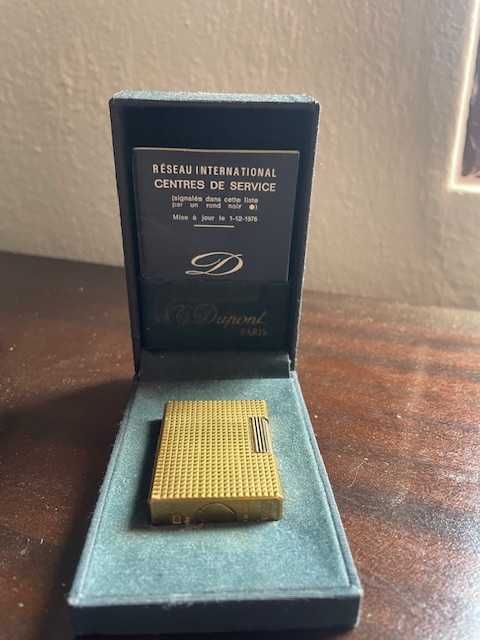 RÉSEAU INTERNATIONAL
CENTRES DE SERVICE
(signalés dans cette liste
par un rond noir ●)
Mise à jour le 1-12-1976
D
S.T. Dupont
PARIS